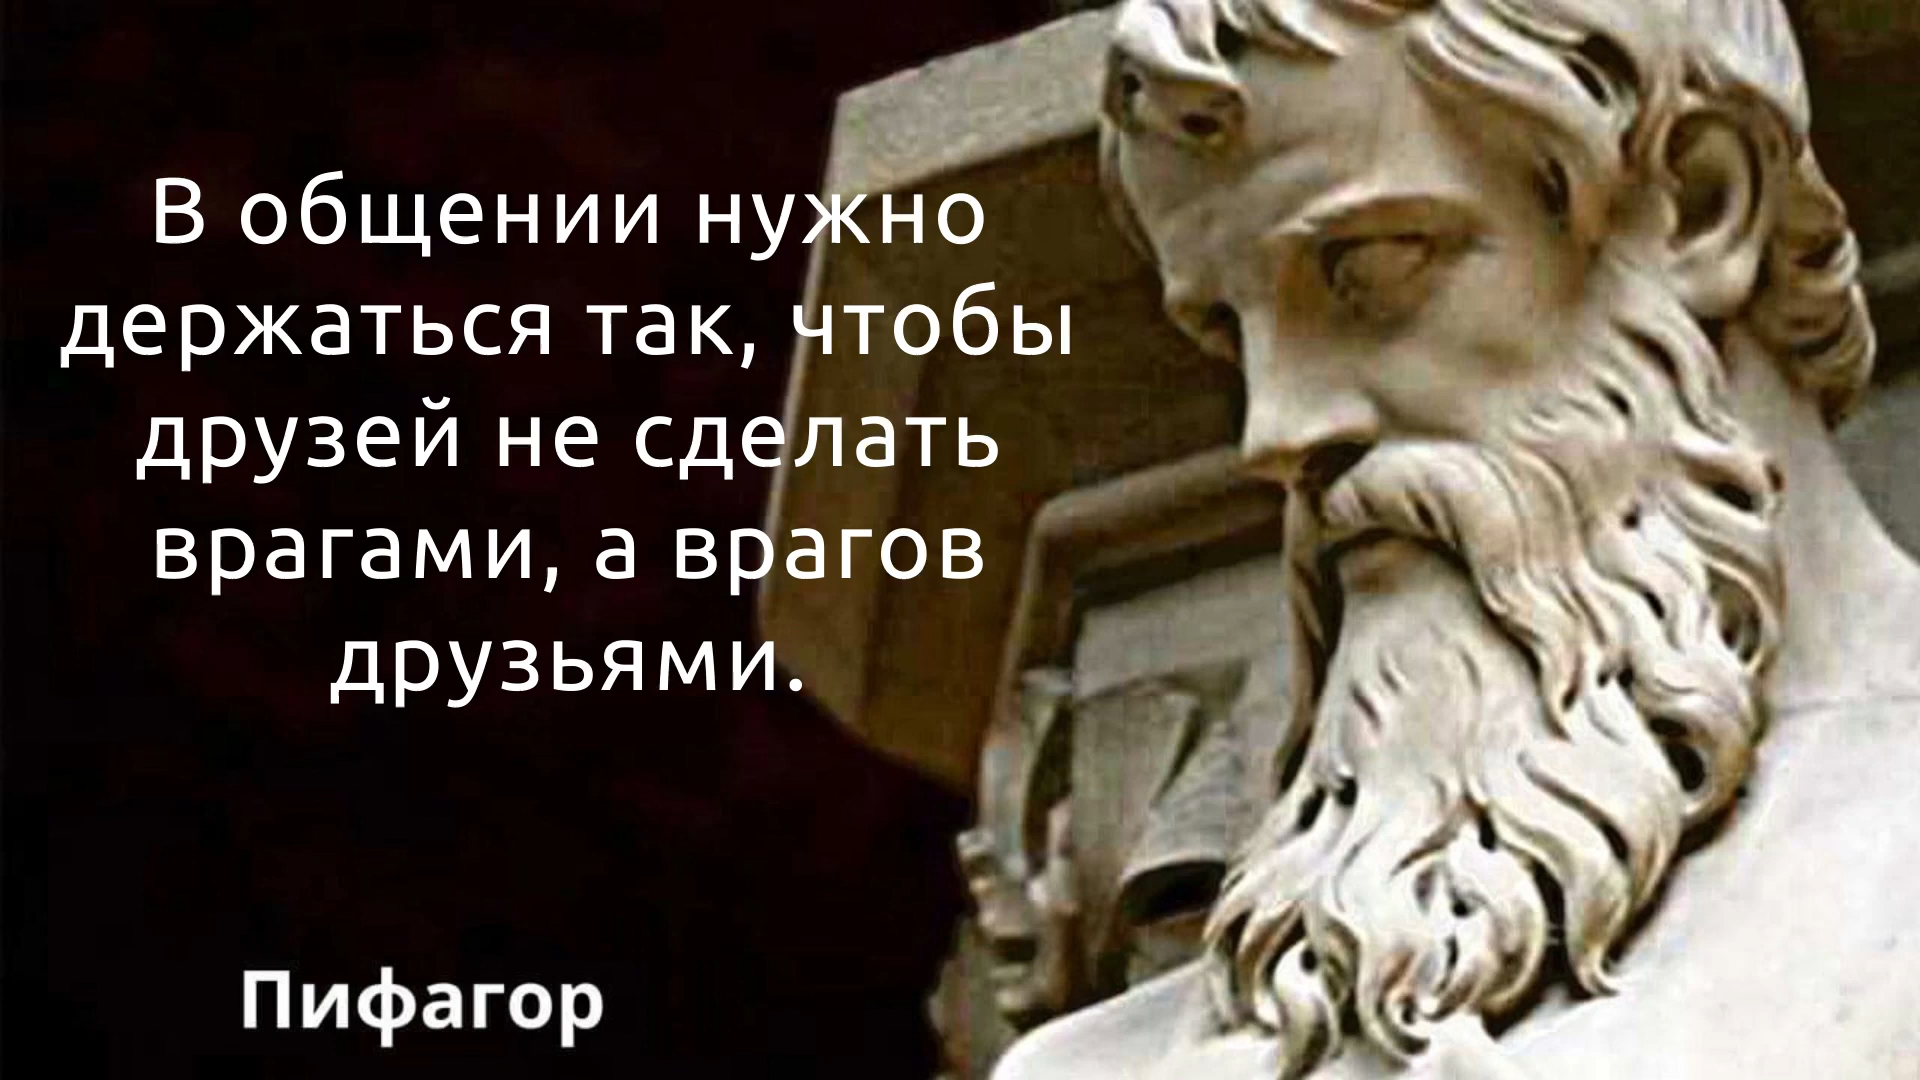 В общении нужно
держаться так, чтобы
друзей не сделать
врагами, а врагов
друзьями.
Пифагор